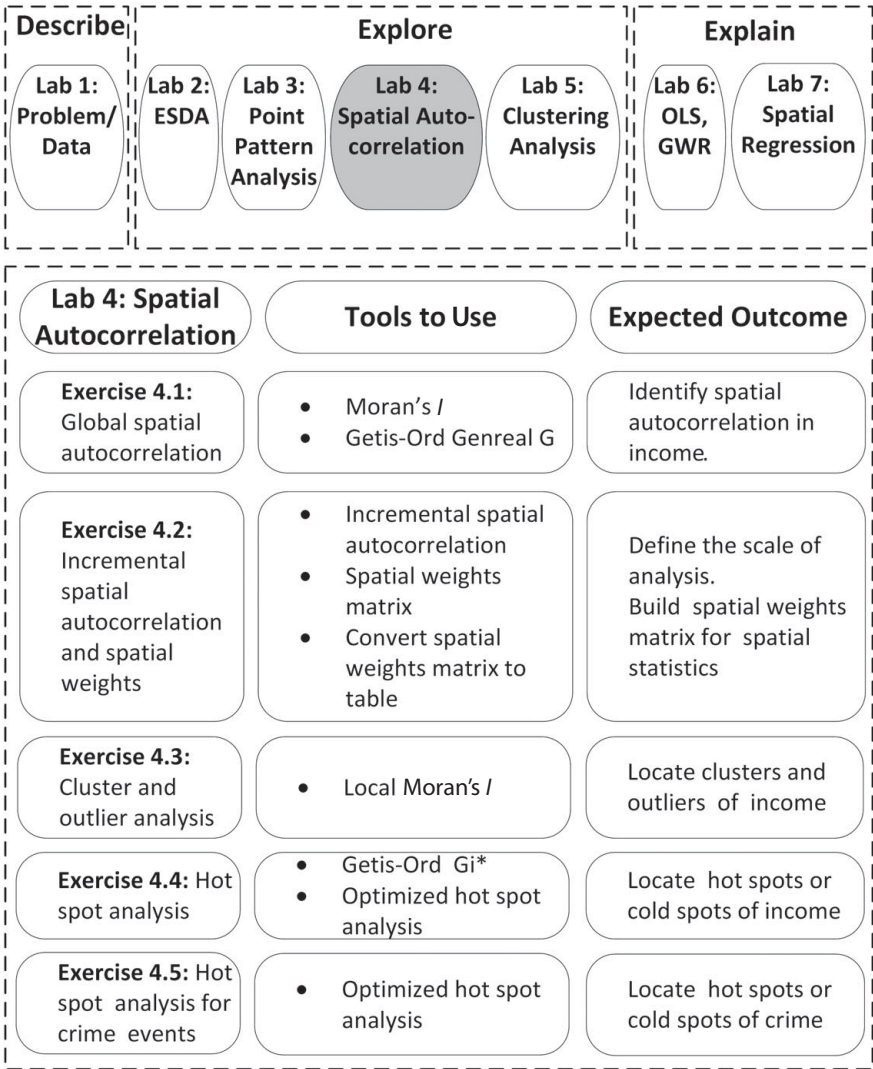 Describe
Explore
Explain
Lab 1:
Problem/
Data
Lab 2:
ESDA
Lab 3:
Point
Pattern
Analysis
Lab 4:
Spatial Auto-
correlation
Lab 5:
Clustering
Analysis
Lab 6:
OLS,
GWR
Lab 7:
Spatial
Regression
Lab 4: Spatial
Autocorrelation
Tools to Use
Expected Outcome
Exercise 4.1:
Global spatial
autocorrelation
• Moran's I
• Getis-Ord Genreal G
Identify spatial
autocorrelation in
income.
Exercise 4.2:
Incremental
spatial
autocorrelation
and spatial
weights
• Incremental spatial
autocorrelation
• Spatial weights
matrix
• Convert spatial
weights matrix to
table
Define the scale of
analysis.
Build spatial weights
matrix for spatial
statistics
Exercise 4.3:
Cluster and
outlier analysis
• Local Moran's I
Locate clusters and
outliers of income
Exercise 4.4: Hot
spot analysis
• Getis-Ord Gi*
• Optimized hot spot
analysis
Locate hot spots or
cold spots of income
Exercise 4.5: Hot
spot analysis for
crime events
• Optimized hot spot
analysis
Locate hot spots or
cold spots of crime